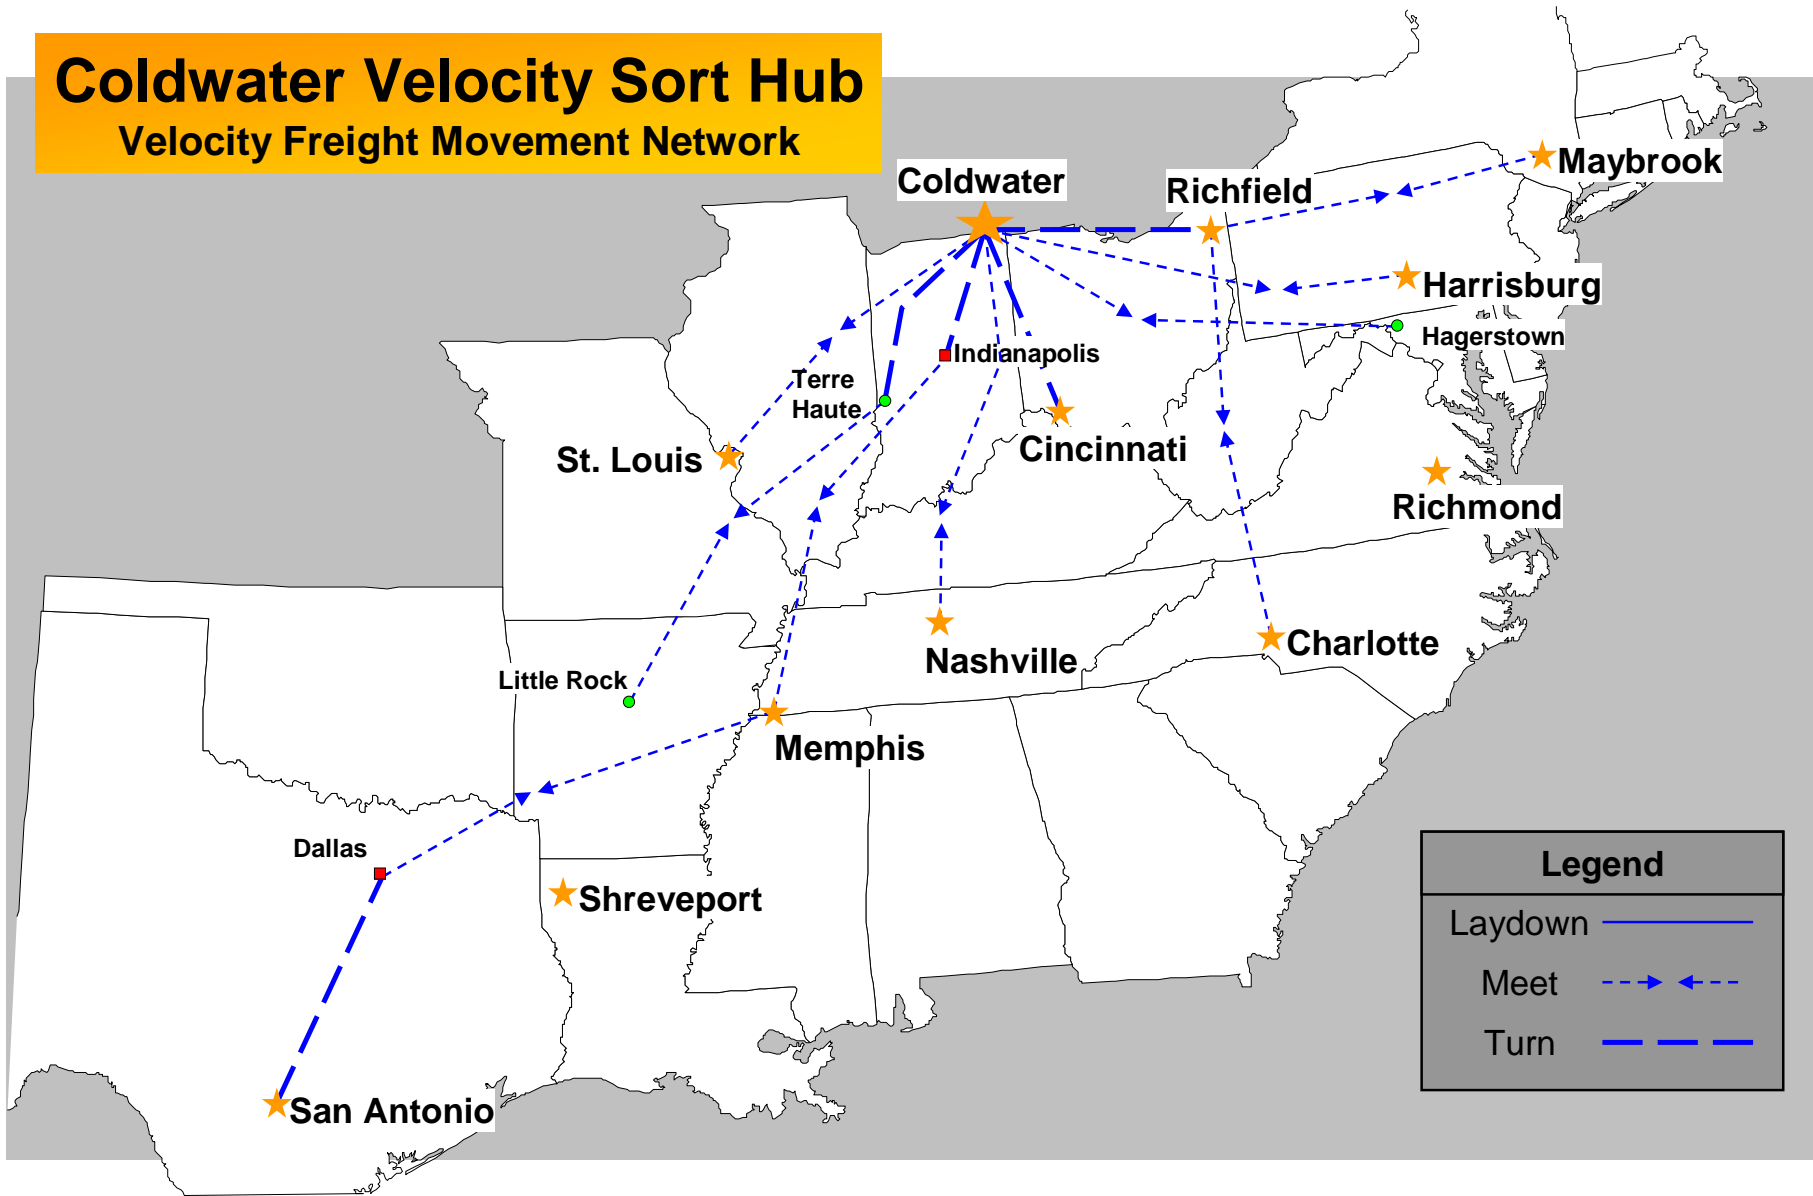 Coldwater Velocity Sort Hub
Velocity Freight Movement Network
Coldwater
Richfield
Maybrook
Harrisburg
Hagerstown
Indianapolis
Terre
Haute
St. Louis
Cincinnati
Richmond
Nashville
Charlotte
Little Rock
Memphis
Dallas
Shreveport
San Antonio
Legend
Laydown
Meet
Turn